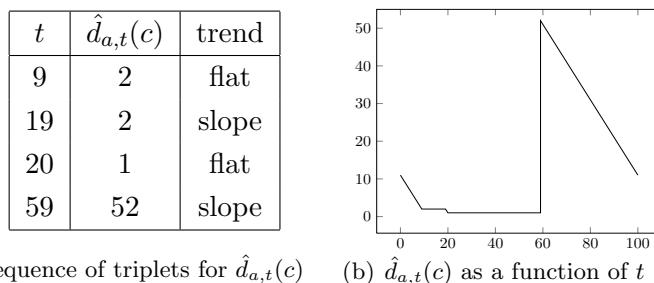 t d̂a,t(c) trend
9 2 flat
19 2 slope
20 1 flat
59 52 slope
50
40
30
20
10
0
0 20 40 60 80 100
equence of triplets for d̂a,t(c)
(b) d̂a,t(c) as a function of t